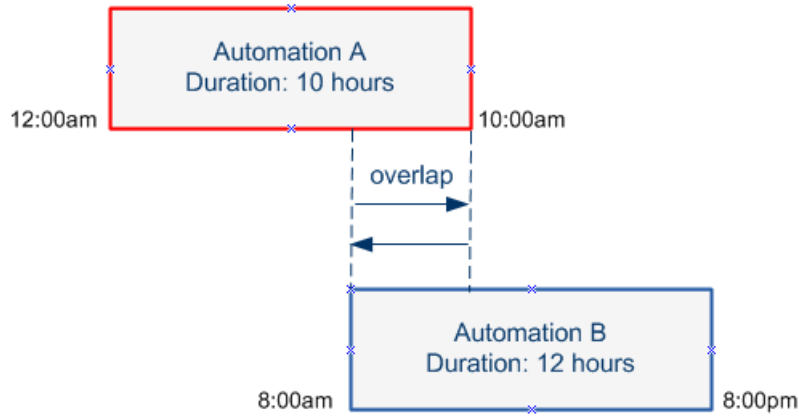 Automation A
Duration: 10 hours
12:00am
10:00am
overlap
Automation B
Duration: 12 hours
8:00am
8:00pm